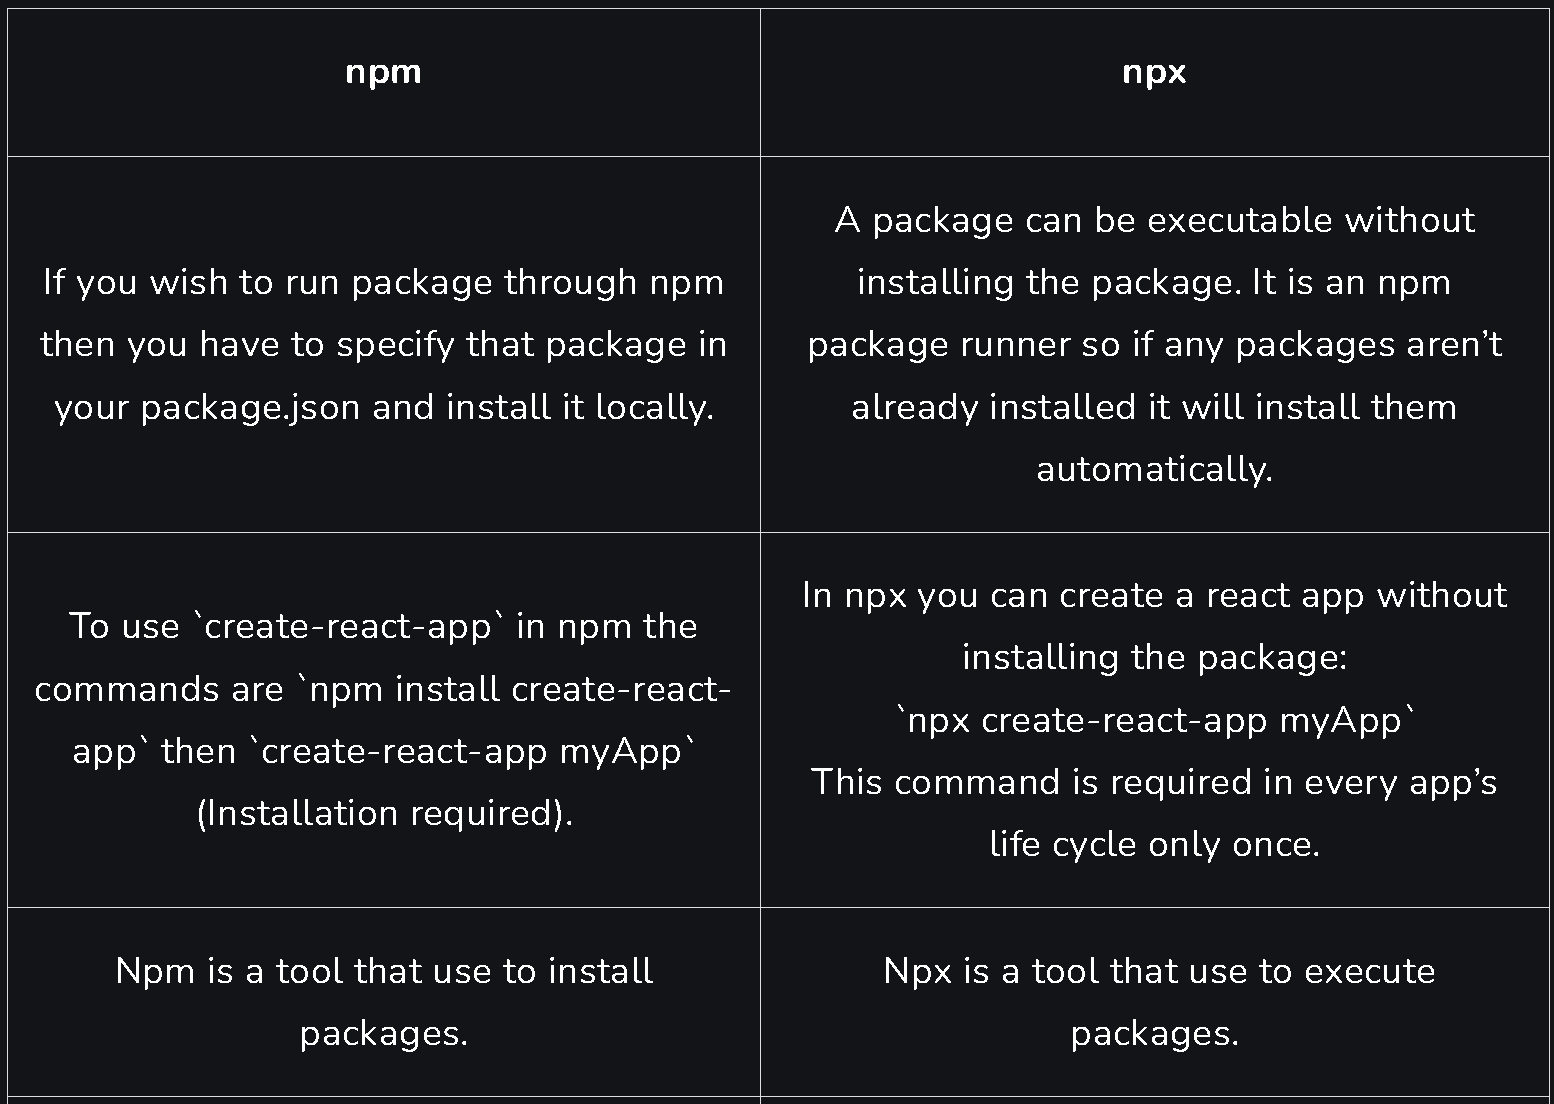 npm
npx
If you wish to run package through npm
then you have to specify that package in
your package.json and install it locally.
A package can be executable without
installing the package. It is an npm
package runner so if any packages aren’t
already installed it will install them
automatically.
To use `create-react-app` in npm the
commands are `npm install create-react-
app` then `create-react-app myApp`
(Installation required).
In npx you can create a react app without
installing the package:
`npx create-react-app myApp`
This command is required in every app’s
life cycle only once.
Npm is a tool that use to install
packages.
Npx is a tool that use to execute
packages.